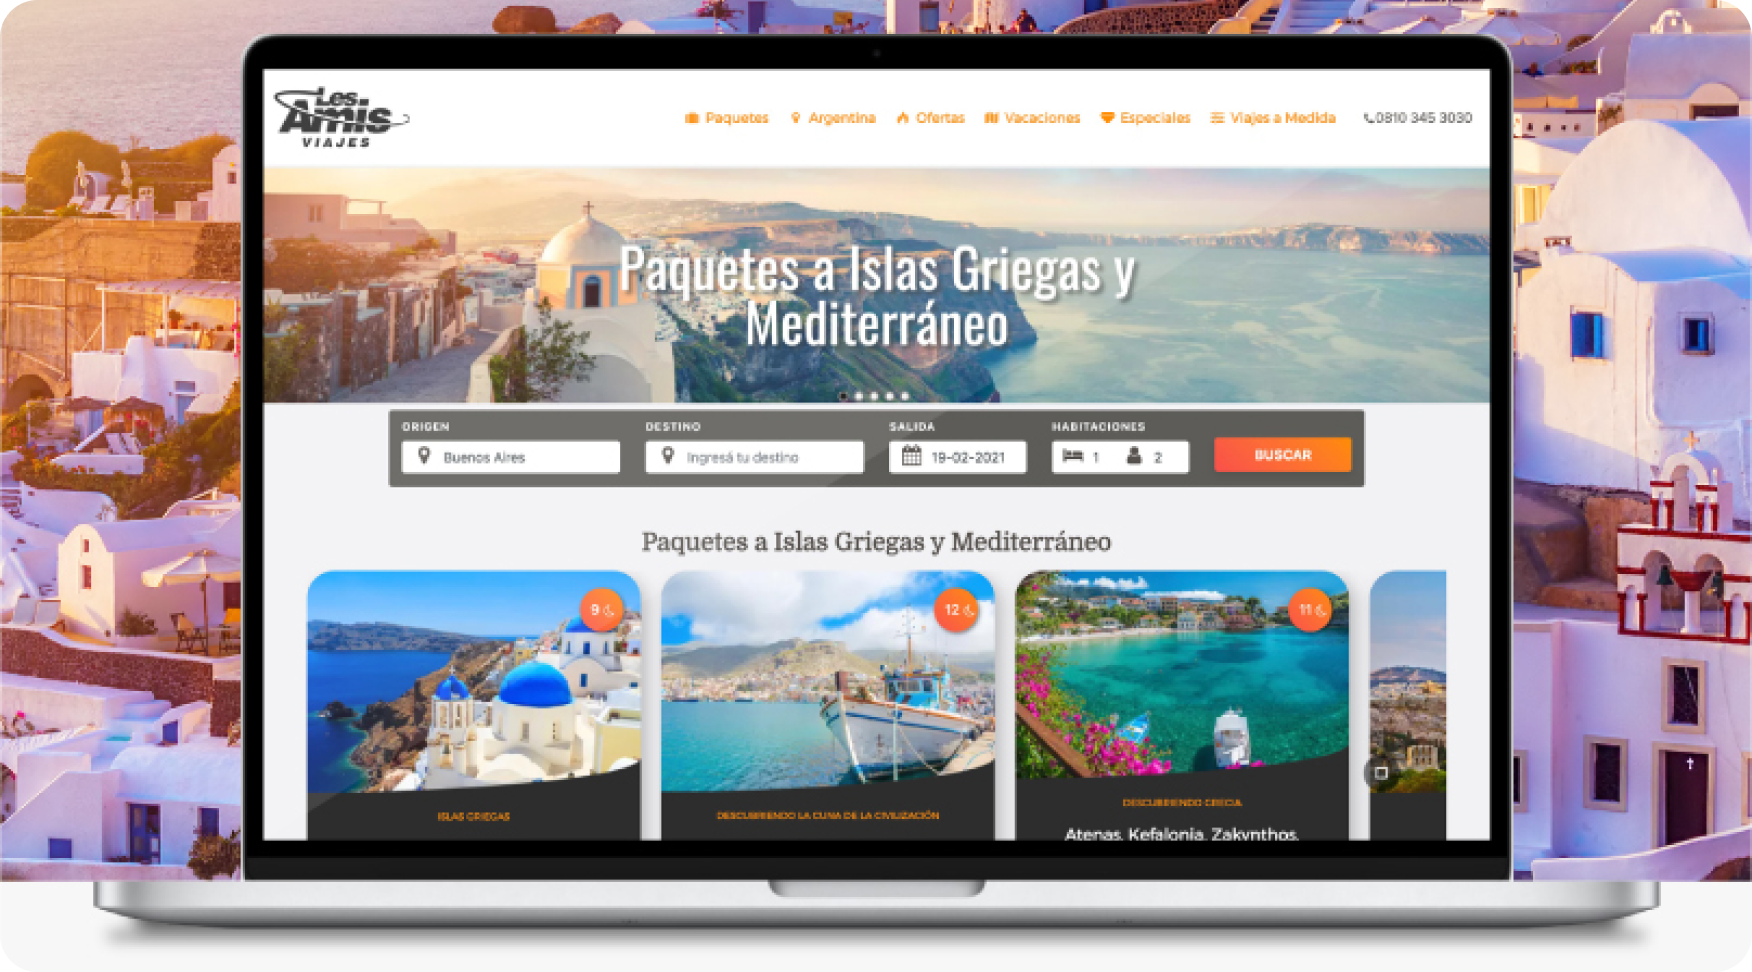 Les
Amis
VIAJES
Paquetes Argentina Ofertas Vacaciones Especiales Viajes a Medida 0810 345 3030
Paquetes a Islas Griegas y
Mediterráneo
ORIGEN DESTINO SALIDA HABITACIONES
Buenos Aires Ingresá tu destino 19-02-2021 1 2 BUSCAR
Paquetes a Islas Griegas y Mediterráneo
9 12 11
ISLAS GRIEGAS
DESCUBRIENDO LA CUNA DE LA CIVILIZACIÓN
DESCUBRIENDO GRECIA
Atenas, Kefalonia, Zakynthos,